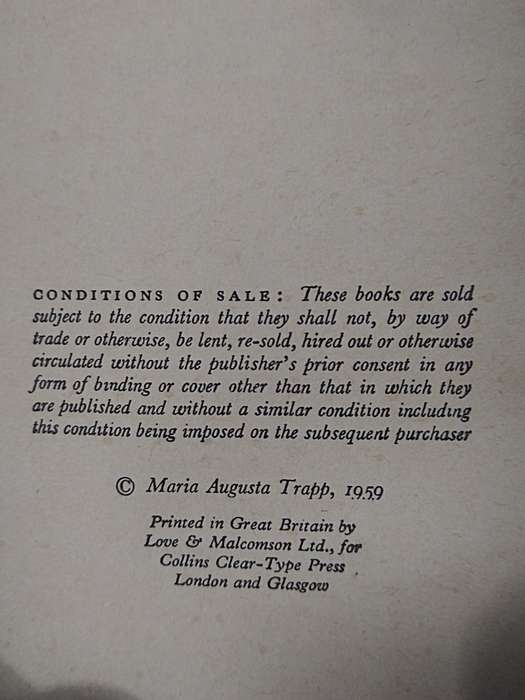 CONDITIONS OF SALE: These books are sold
subject to the condition that they shall not, by way of
trade or otherwise, be lent, re-sold, hired out or otherwise
circulated without the publisher's prior consent in any
form of binding or cover other than that in which they
are published and without a similar condition including
this condition being imposed on the subsequent purchaser
© Maria Augusta Trapp, 1959
Printed in Great Britain by
Love & Malcomson Ltd., for
Collins Clear-Type Press
London and Glasgow